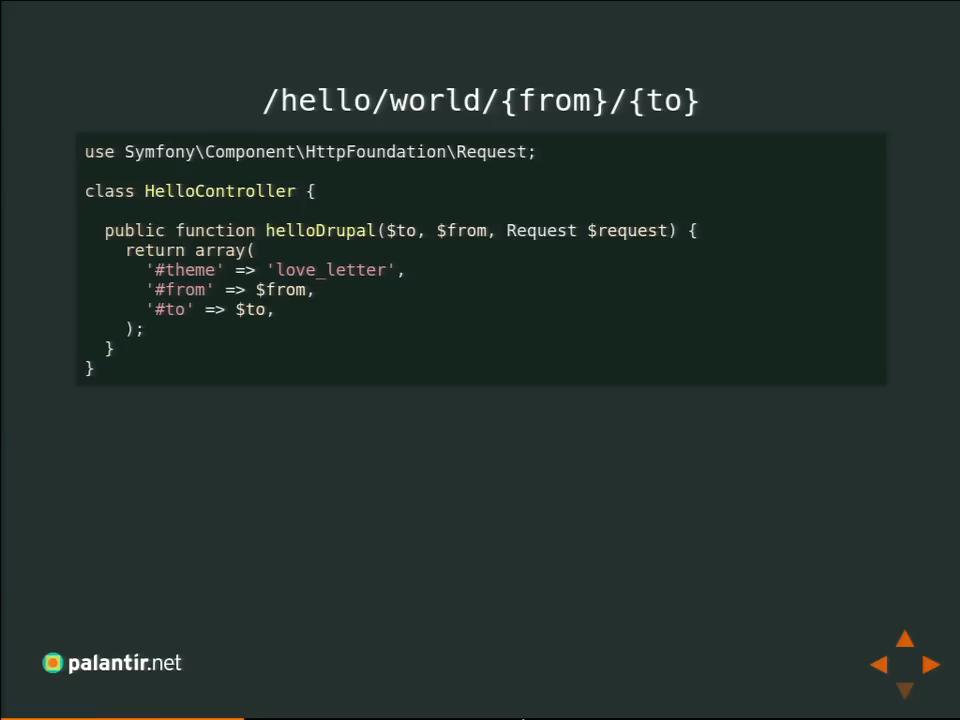 /hello/world/{from}/{to}
use Symfony\Component\HttpFoundation\Request;
class HelloController {
public function helloDrupal($to, $from, Request $request) {
return array(
'#theme' => 'love_letter',
'#from' => $from,
'#to' => $to,
);
}
}
palantir.net